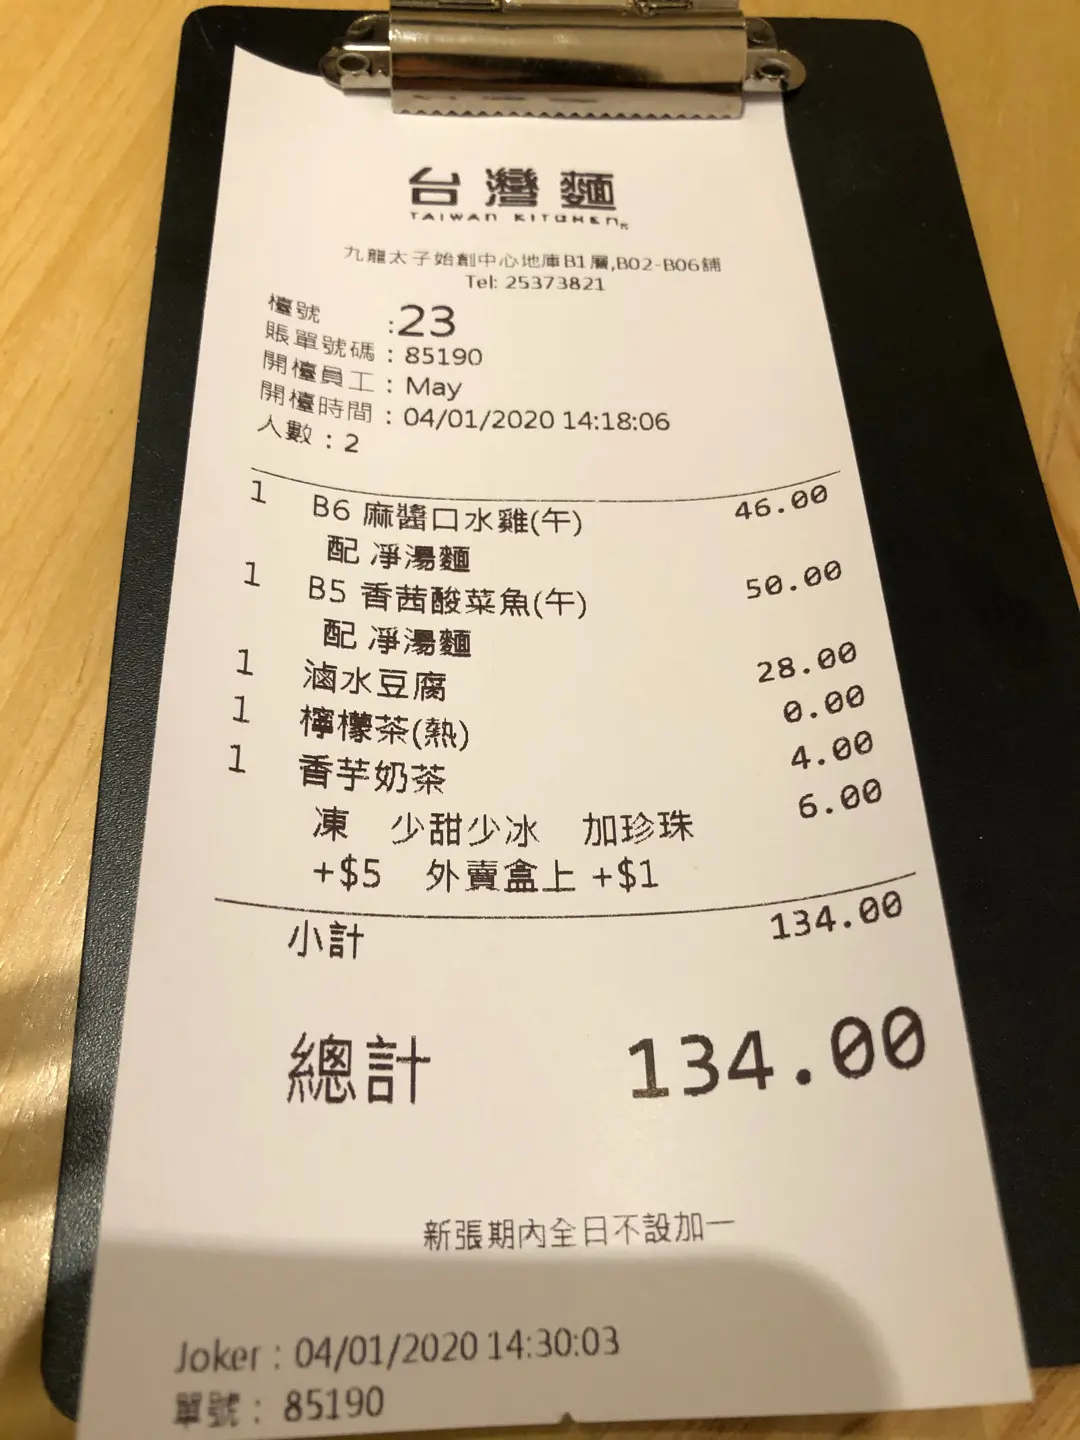 台灣麵
TAIWAN KITCHEN
九龍太子始創中心地庫B1層,B02-B06舖
Tel: 25373821
檯號 :23
賬單號碼 : 85190
開檯員工 : May
開檯時間 : 04/01/2020 14:18:06
人數 : 2
1 B6 麻醬口水雞(午) 46.00
配 凈湯麵
1 B5 香茜酸菜魚(午) 50.00
配 凈湯麵
1 滷水豆腐 28.00
1 檸檬茶(熱) 0.00
1 香芋奶茶 4.00
凍 少甜少冰 加珍珠 6.00
+$5 外賣盒上 +$1
小計 134.00
總計 134.00
新張期內全日不設加一
Joker : 04/01/2020 14:30:03
單號 : 85190